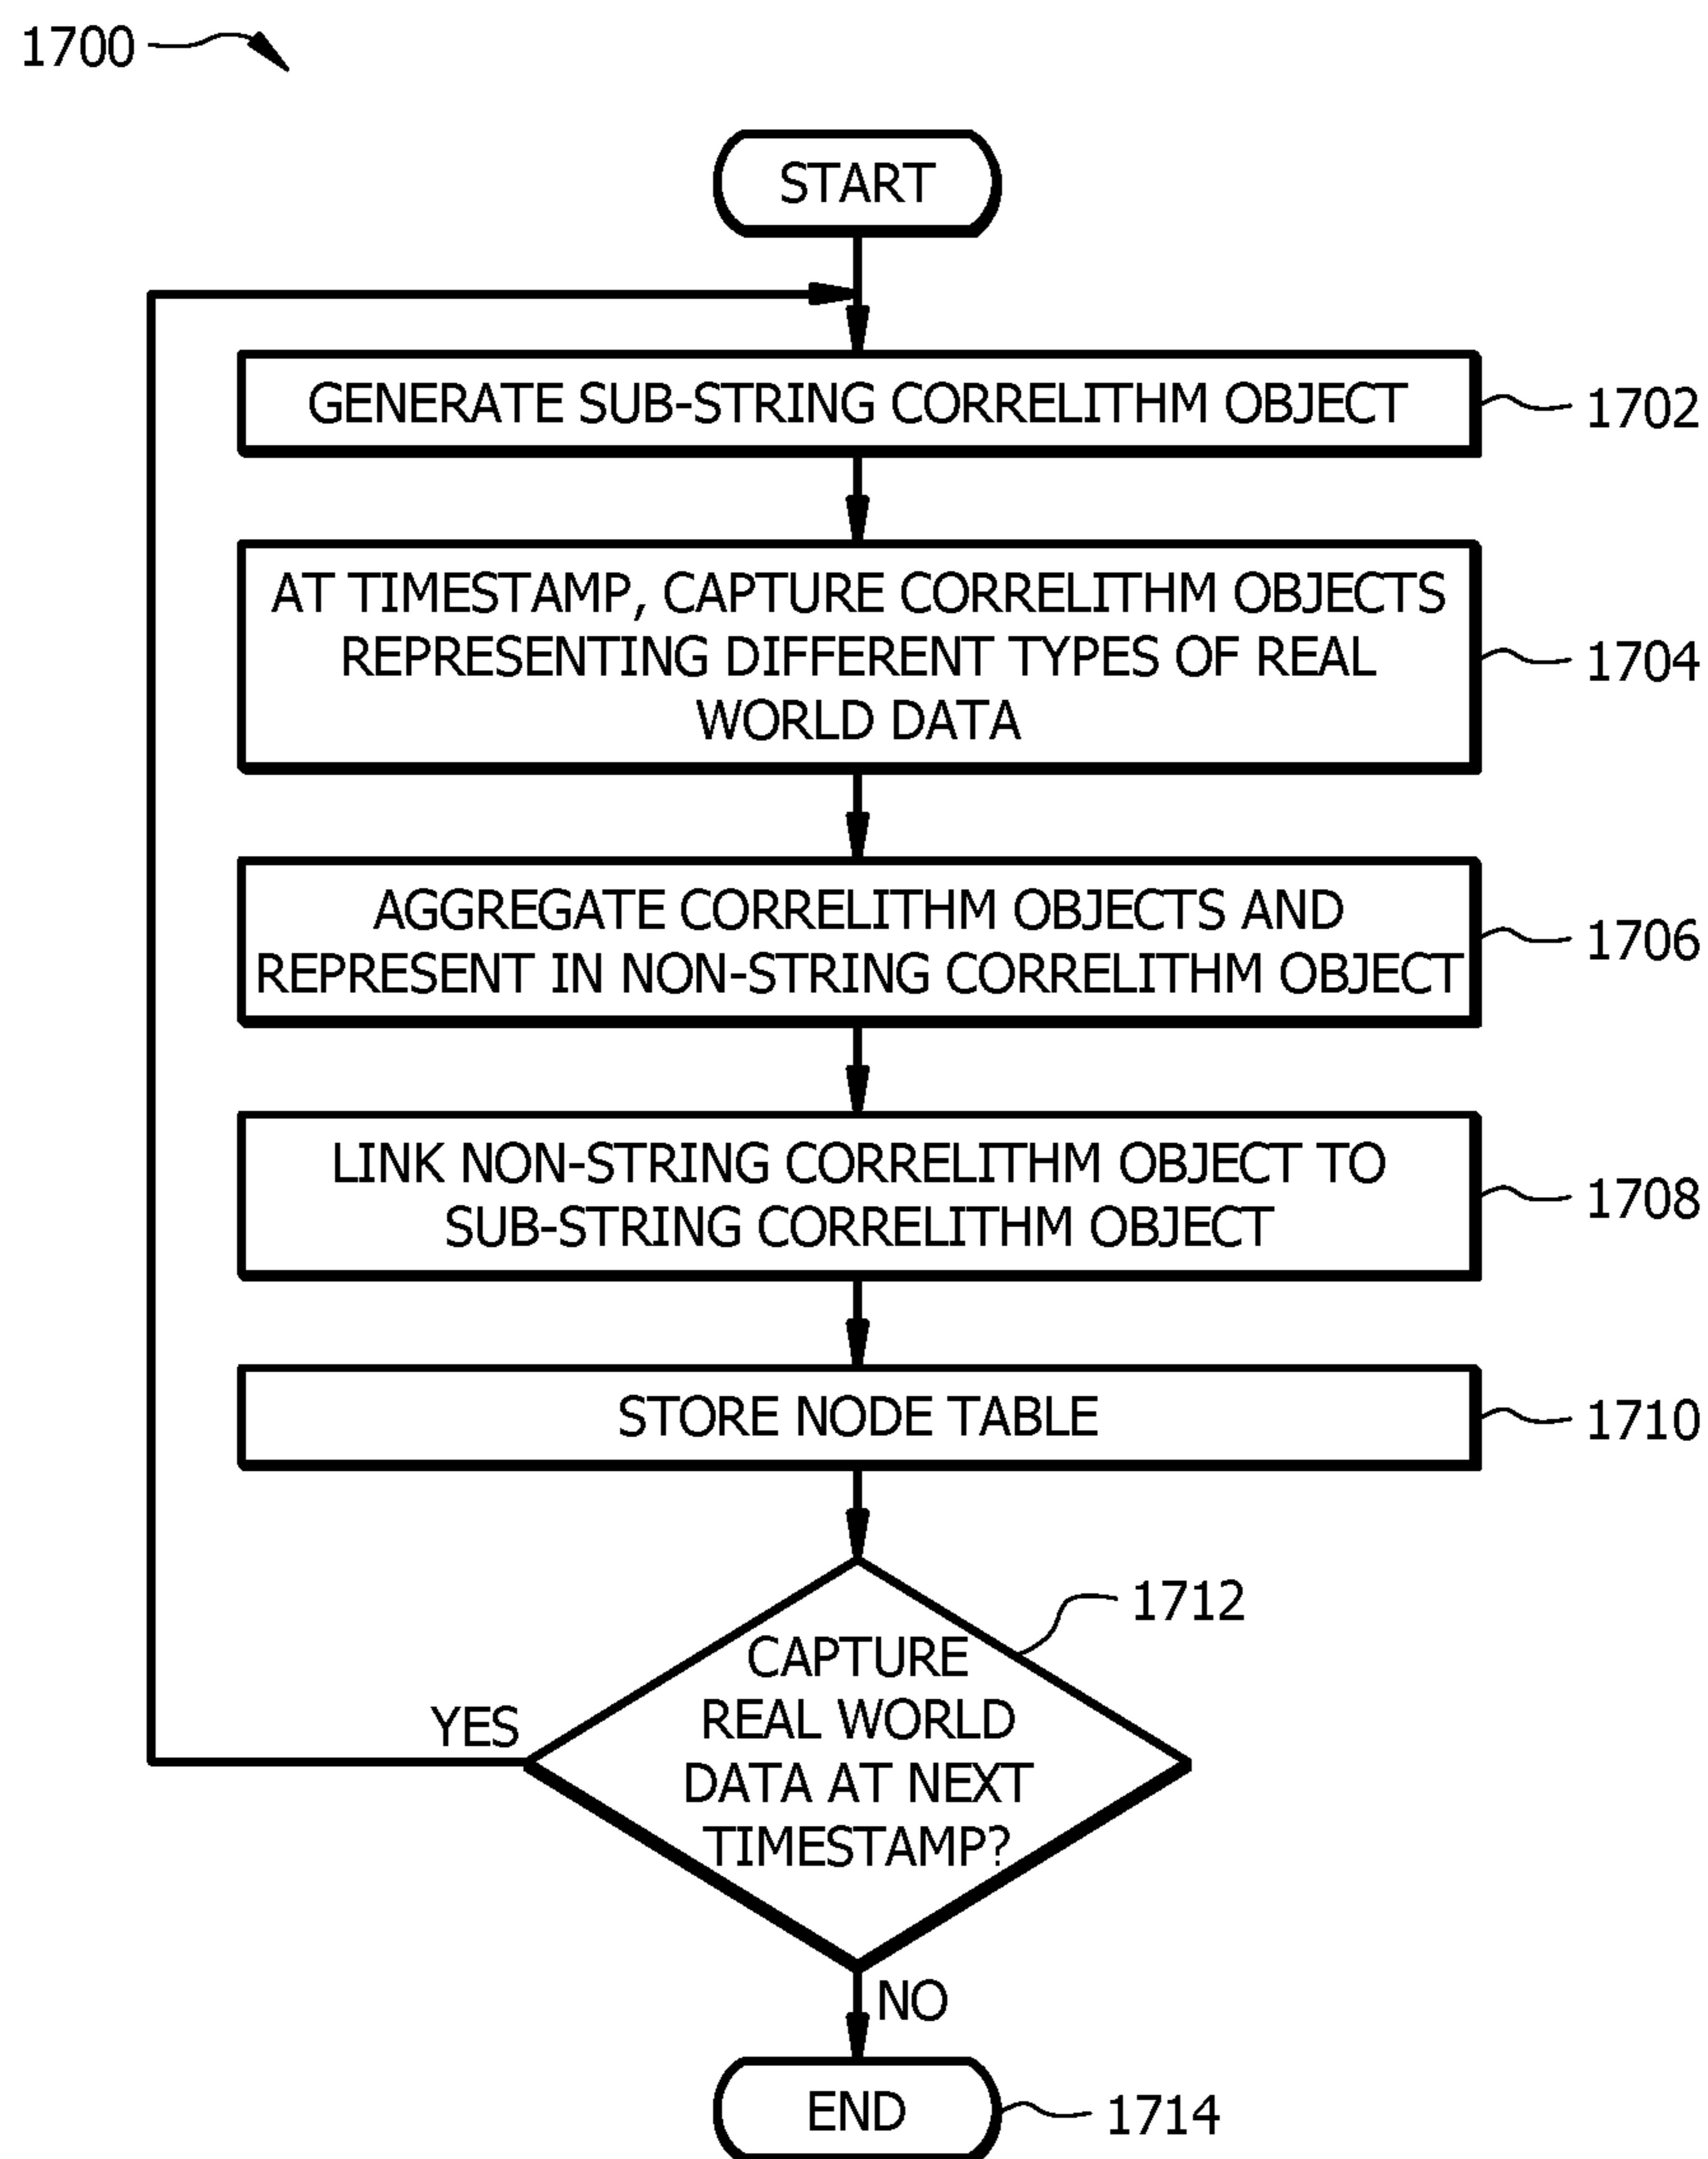 1700
START
GENERATE SUB-STRING CORRELITHM OBJECT
1702
AT TIMESTAMP, CAPTURE CORRELITHM OBJECTS
REPRESENTING DIFFERENT TYPES OF REAL
WORLD DATA
1704
AGGREGATE CORRELITHM OBJECTS AND
REPRESENT IN NON-STRING CORRELITHM OBJECT
1706
LINK NON-STRING CORRELITHM OBJECT TO
SUB-STRING CORRELITHM OBJECT
1708
STORE NODE TABLE
1710
1712
CAPTURE
REAL WORLD
DATA AT NEXT
TIMESTAMP?
YES
NO
END
1714